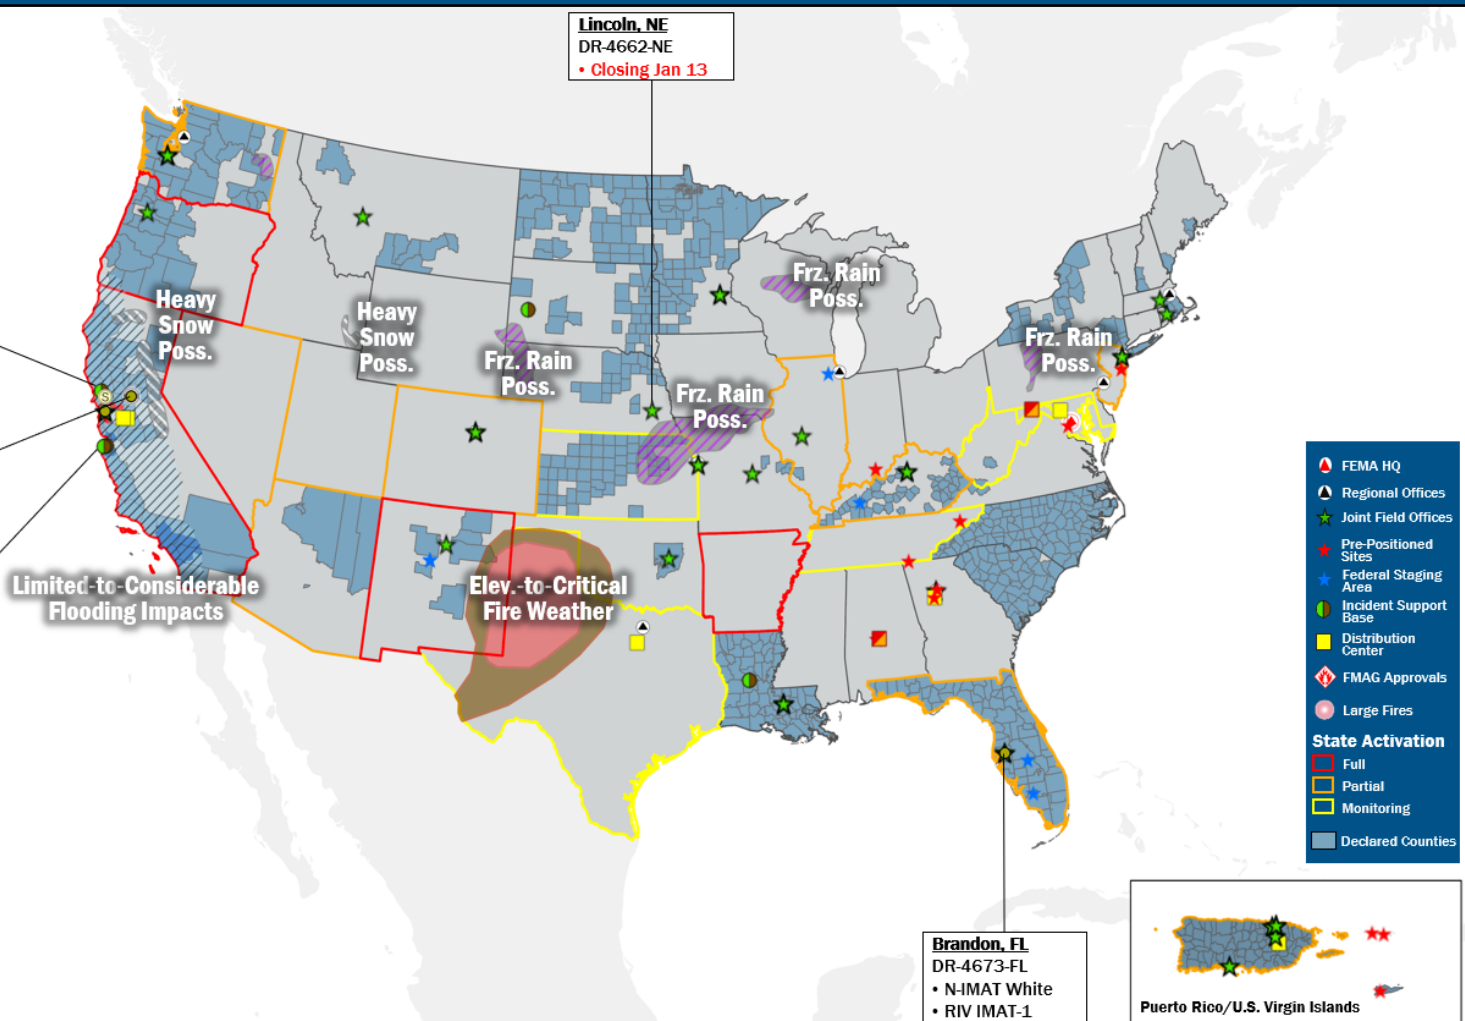 Lincoln, NE
DR-4662-NE
• Closing Jan 13
Heavy
Snow
Poss.
Heavy
Snow
Poss.
Frz. Rain
Poss.
Frz. Rain
Poss.
Frz. Rain
Poss.
Frz. Rain
Poss.
S
Limited-to-Considerable
Flooding Impacts
Elev.-to-Critical
Fire Weather
FEMA HQ
Regional Offices
Joint Field Offices
Pre-Positioned
Sites
Federal Staging
Area
Incident Support
Base
Distribution
Center
FMAG Approvals
Large Fires
State Activation
Full
Partial
Monitoring
Declared Counties
Brandon, FL
DR-4673-FL
• N-IMAT White
• RIV IMAT-1
Puerto Rico/U.S. Virgin Islands